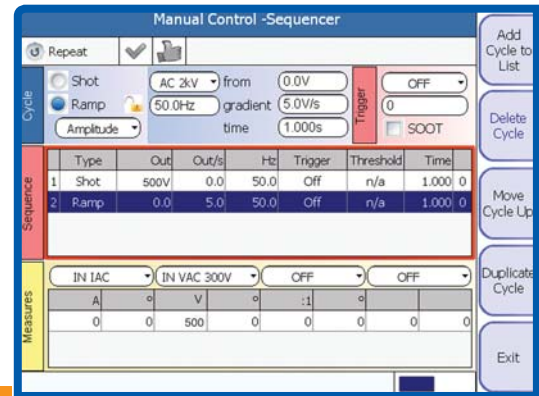 Manual Control -Sequencer
Repeat
Cycle
Shot
Ramp
Amplitude
AC 2kV
from
0.0V
50.0Hz
gradient
5.0V/s
time
1.000s
Trigger
OFF
0
SOOT
Sequence
Type Out Out/s Hz Trigger Threshold Time
1 Shot 500V 0.0 50.0 Off n/a 1.000 0
2 Ramp 0.0 5.0 50.0 Off n/a 1.000 0
Measures
IN IAC IN VAC 300V OFF OFF
A ° V ° :1 °
0 0 500 0 0 0 0 0
Add Cycle to List
Delete Cycle
Move Cycle Up
Duplicate Cycle
Exit